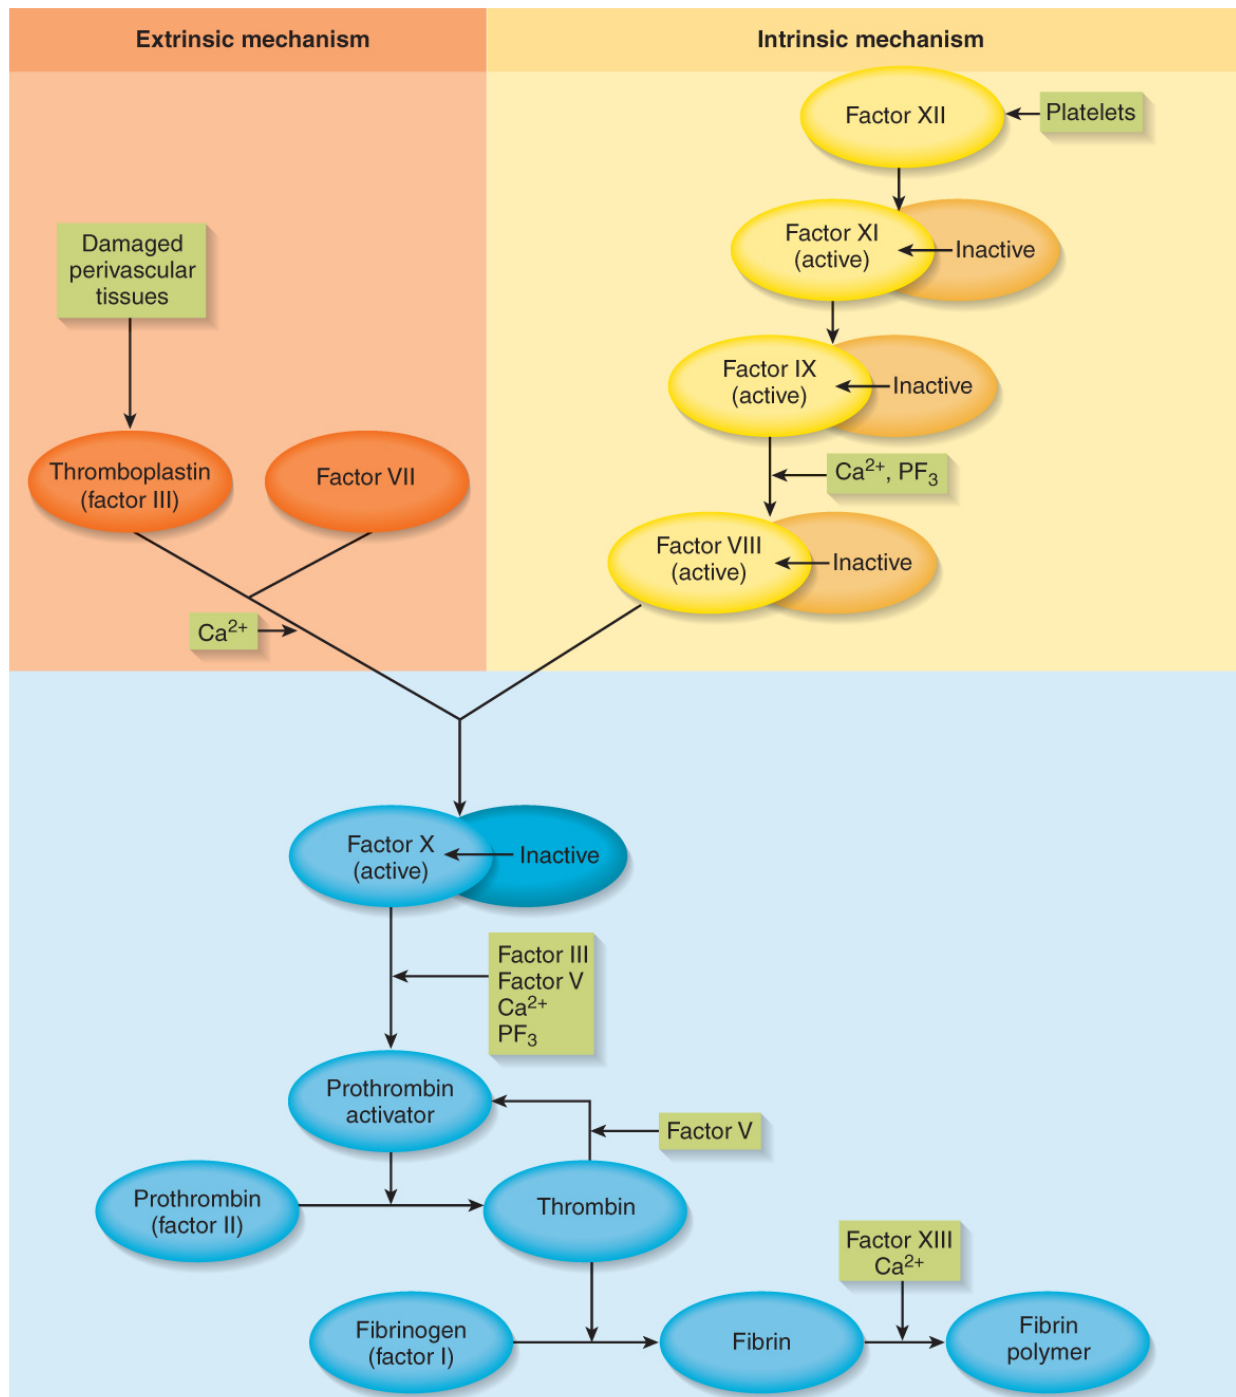 Extrinsic mechanism
Intrinsic mechanism
Factor XII
Platelets
Factor XI
(active)
Inactive
Damaged
perivascular
tissues
Factor IX
(active)
Inactive
Thromboplastin
(factor III)
Factor VII
Ca²⁺, PF₃
Factor VIII
(active)
Inactive
Ca²⁺
Factor X
(active)
Inactive
Factor III
Factor V
Ca²⁺
PF₃
Prothrombin
activator
Factor V
Prothrombin
(factor II)
Thrombin
Factor XIII
Ca²⁺
Fibrinogen
(factor I)
Fibrin
Fibrin
polymer